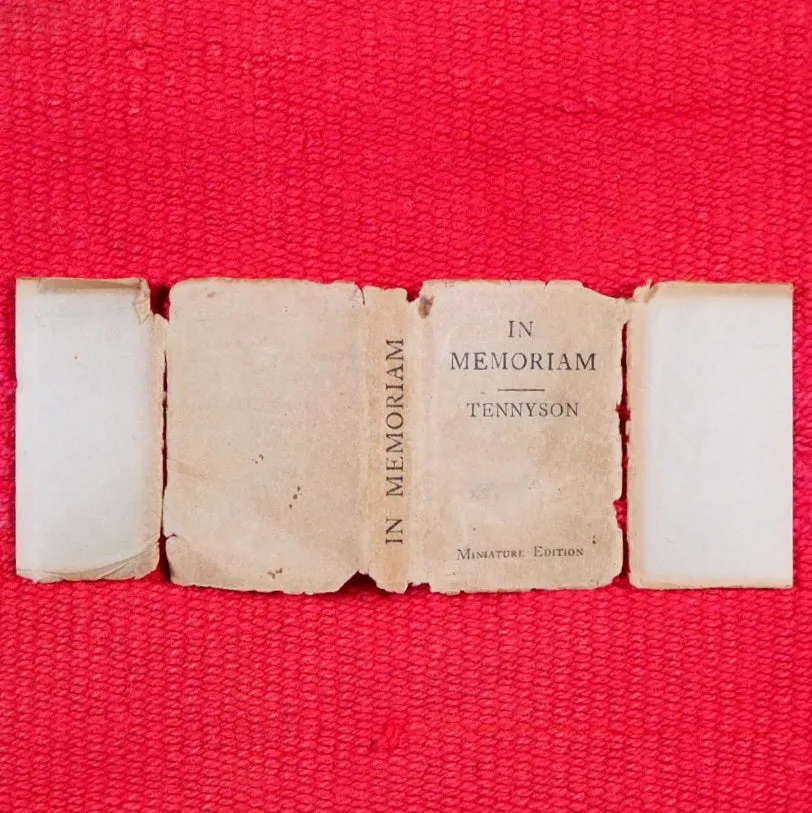 IN MEMORIAM
IN
MEMORIAM
TENNYSON
Miniature Edition